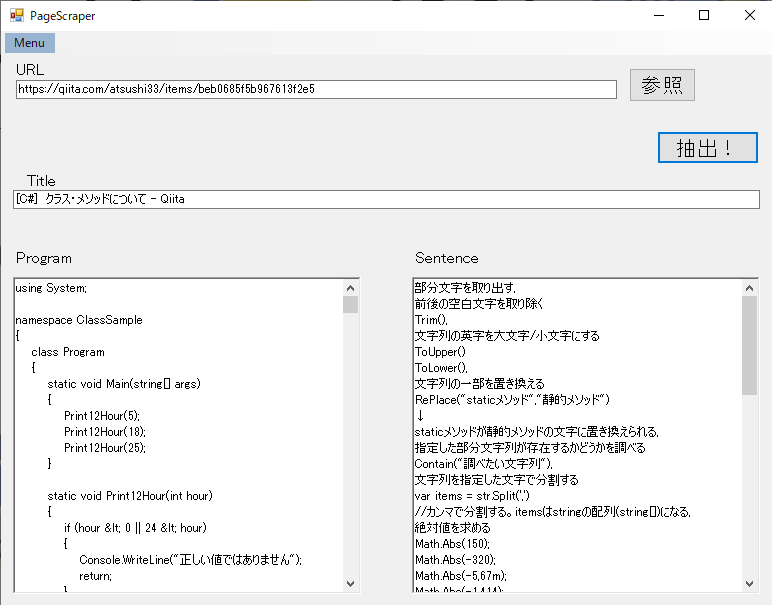 PageScraper
Menu
URL
https://qiita.com/atsushi33/items/beb0685f5b967613f2e5
参照
抽出！
Title
[C#] クラス・メソッドについて - Qiita
Program
using System;
namespace ClassSample
{
class Program
{
static void Main(string[] args)
{
Print12Hour(5);
Print12Hour(18);
Print12Hour(25);
}
static void Print12Hour(int hour)
{
if (hour &lt; 0 || 24 &lt; hour)
{
Console.WriteLine("正しい値ではありません");
return;
}
Sentence
部分文字を取り出す.
前後の空白文字を取り除く
Trim().
文字列の英字を大文字/小文字にする
ToUpper()
ToLower().
文字列の一部を置き換える
RePlace("staticメソッド","静的メソッド")
↓
staticメソッドが静的メソッドの文字に置き換えられる.
指定した部分文字列が存在するかどうかを調べる
Contain("調べたい文字列").
文字列を指定した文字で分割する
var items = str.Split(',')
//カンマで分割する。itemsはstringの配列(string[])になる.
絶対値を求める
Math.Abs(150);
Math.Abs(-320);
Math.Abs(-5.67m);
Math.Abs(-1.414);